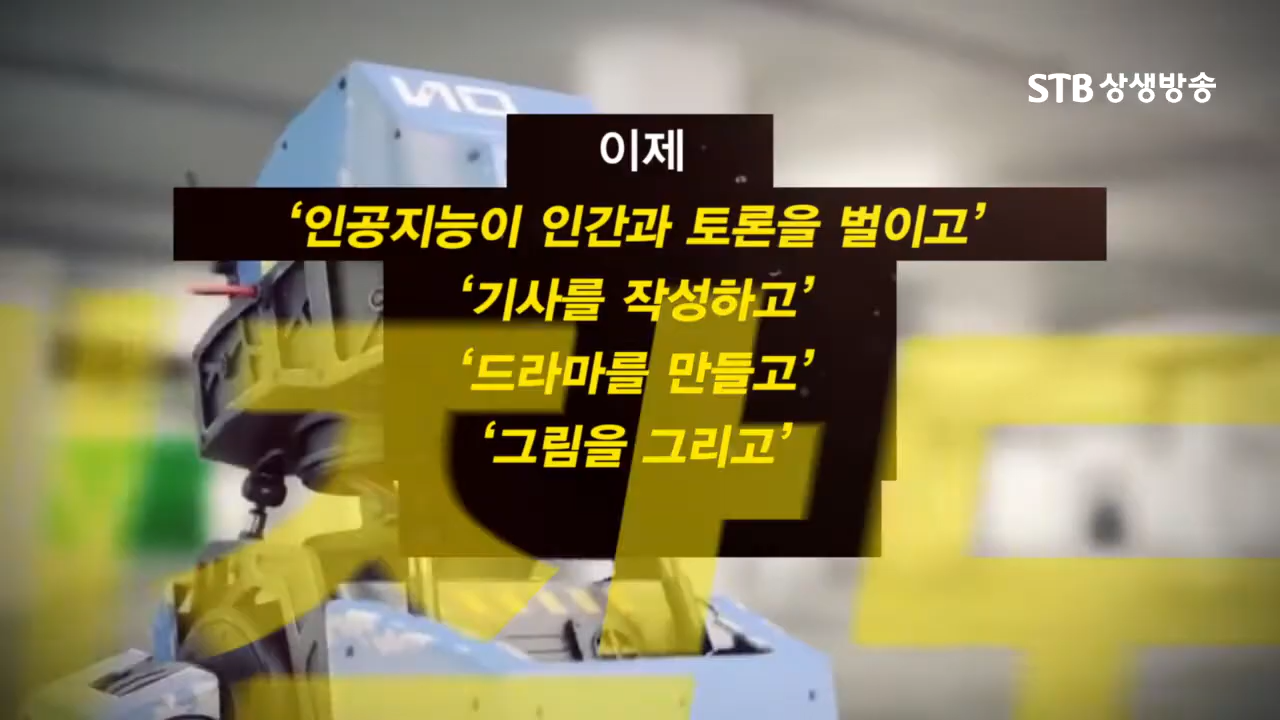 STB 상생방송
이제
‘인공지능이 인간과 토론을 벌이고’
‘기사를 작성하고’
‘드라마를 만들고’
‘그림을 그리고’